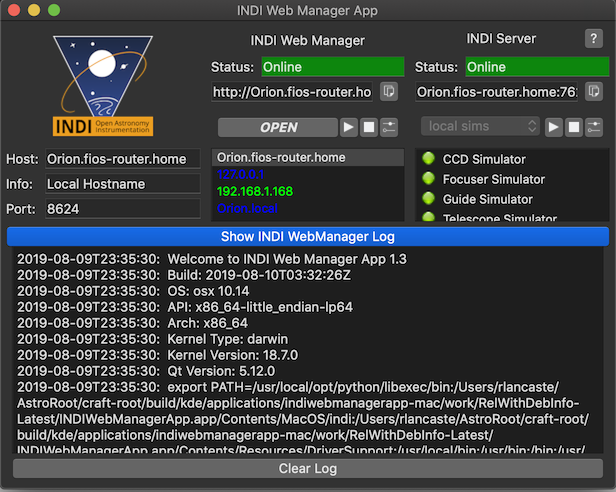 INDI Web Manager App
INDI Open Astronomy Instrumentation
INDI Web Manager
Status: Online
http://Orion.fios-router.ho
OPEN
INDI Server
?
Status: Online
Orion.fios-router.home:762
local sims
Host: Orion.fios-router.home
Info: Local Hostname
Port: 8624
Orion.fios-router.home
127.0.0.1
192.168.1.168
Orion.local
CCD Simulator
Focuser Simulator
Guide Simulator
Telescope Simulator
Show INDI WebManager Log
2019-08-09T23:35:30: Welcome to INDI Web Manager App 1.3
2019-08-09T23:35:30: Build: 2019-08-10T03:32:26Z
2019-08-09T23:35:30: OS: osx 10.14
2019-08-09T23:35:30: API: x86_64-little_endian-lp64
2019-08-09T23:35:30: Arch: x86_64
2019-08-09T23:35:30: Kernel Type: darwin
2019-08-09T23:35:30: Kernel Version: 18.7.0
2019-08-09T23:35:30: Qt Version: 5.12.0
2019-08-09T23:35:30: export PATH=/usr/local/opt/python/libexec/bin:/Users/rlancaste/
AstroRoot/craft-root/build/kde/applications/indiwebmanagerapp-mac/work/RelWithDebInfo-
Latest/INDIWebManagerApp.app/Contents/MacOS/indi:/Users/rlancaste/AstroRoot/craft-root/
build/kde/applications/indiwebmanagerapp-mac/work/RelWithDebInfo-Latest/
INDIWebManagerApp.app/Contents/Resources/DriverSupport:/usr/local/bin:/usr/bin:/bin:/usr/
Clear Log